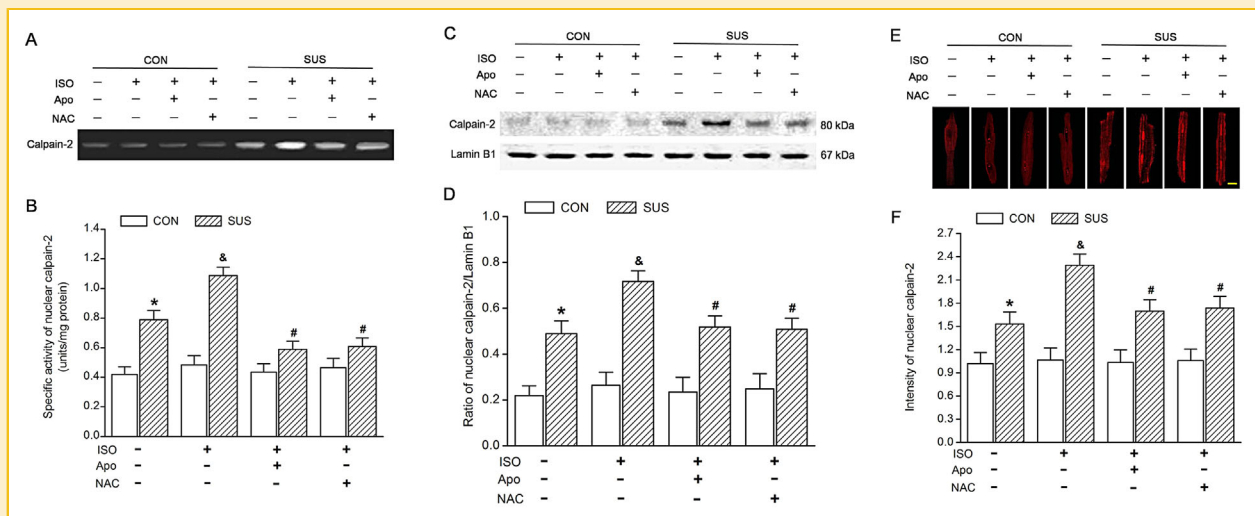 A
CON SUS
ISO – + + + – + + +
Apo – – + – – – + –
NAC – – – + – – – +
Calpain-2
B
CON SUS
Specific activity of nuclear calpain-2
(units/mg protein)
1.4
1.2
1.0
0.8
0.6
0.4
0.2
0.0
* & # #
ISO - + + +
Apo - - + -
NAC - - - +
C
CON SUS
ISO – + + + – + + +
Apo – – + – – – + –
NAC – – – + – – – +
Calpain-2 80 kDa
Lamin B1 67 kDa
D
CON SUS
Ratio of nuclear calpain-2/Lamin B1
1.0
0.8
0.6
0.4
0.2
0.0
* & # #
ISO - + + +
Apo - - + -
NAC - - - +
E
CON SUS
ISO – + + + – + + +
Apo – – + – – – + –
NAC – – – + – – – +
F
CON SUS
Intensity of nuclear calpain-2
2.7
2.4
2.1
1.8
1.5
1.2
0.9
0.6
0.3
0.0
* & # #
ISO - + + +
Apo - - + -
NAC - - - +